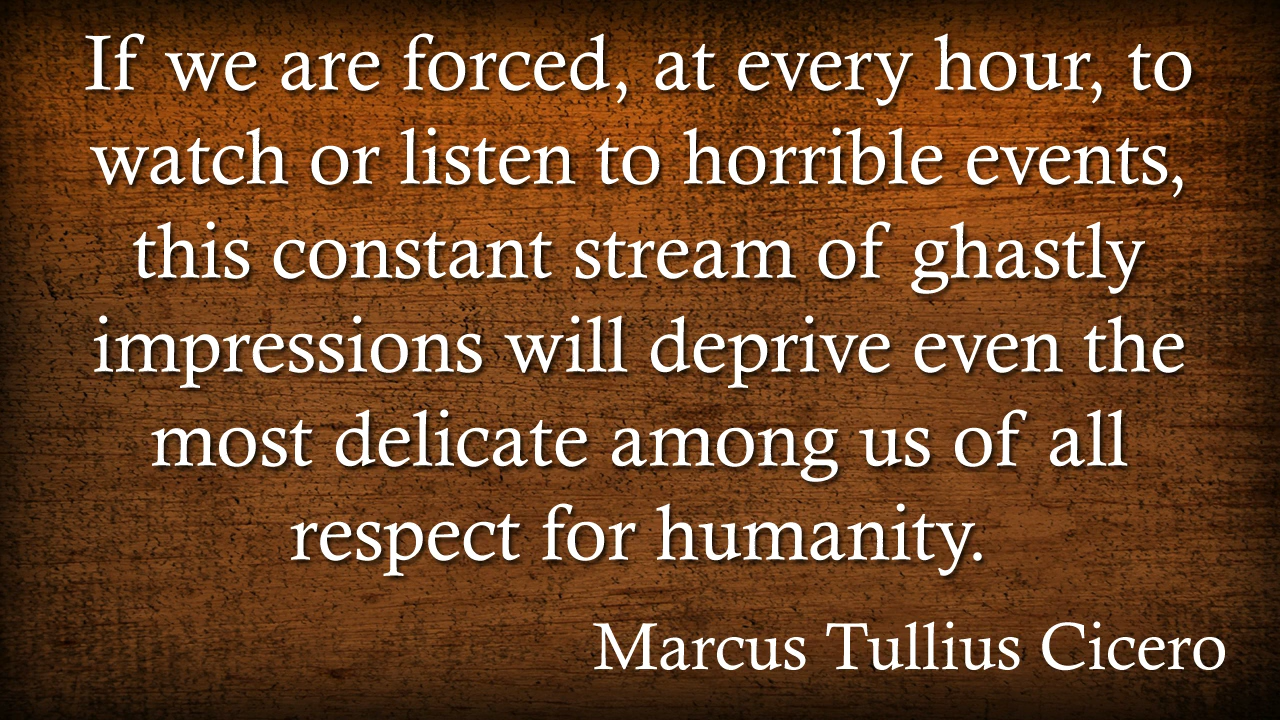 If we are forced, at every hour, to
watch or listen to horrible events,
this constant stream of ghastly
impressions will deprive even the
most delicate among us of all
respect for humanity.
Marcus Tullius Cicero